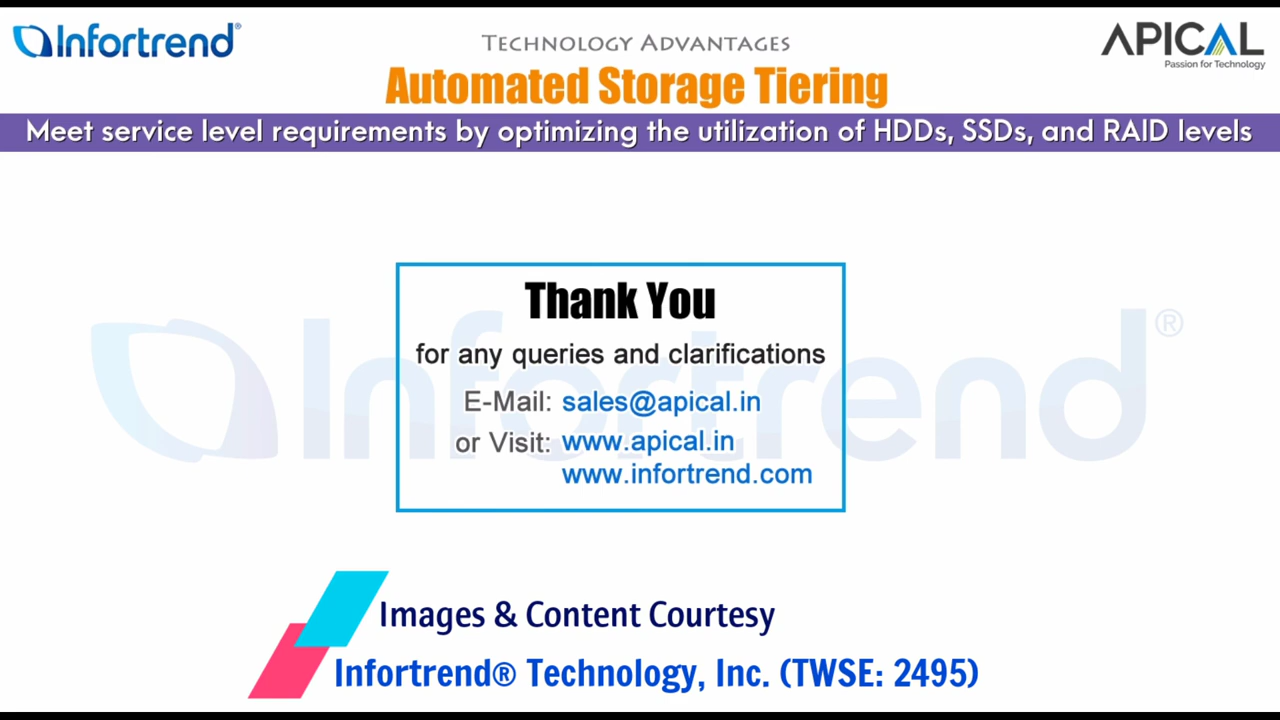 Infortrend®
TECHNOLOGY ADVANTAGES
APICAL
Passion for Technology
Automated Storage Tiering
Meet service level requirements by optimizing the utilization of HDDs, SSDs, and RAID levels
Infortrend®
Thank You
for any queries and clarifications
E-Mail: sales@apical.in
or Visit: www.apical.in
www.infortrend.com
Images & Content Courtesy
Infortrend® Technology, Inc. (TWSE: 2495)